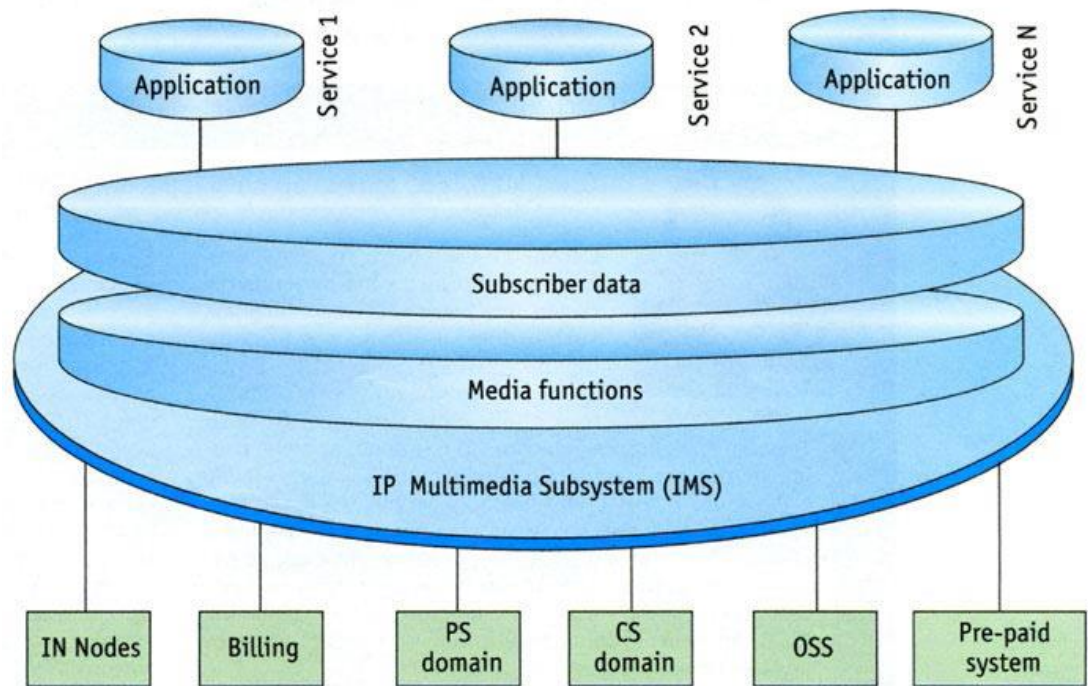 Application
Service 1
Application
Service 2
Application
Service N
Subscriber data
Media functions
IP Multimedia Subsystem (IMS)
IN Nodes
Billing
PS
domain
CS
domain
OSS
Pre-paid
system